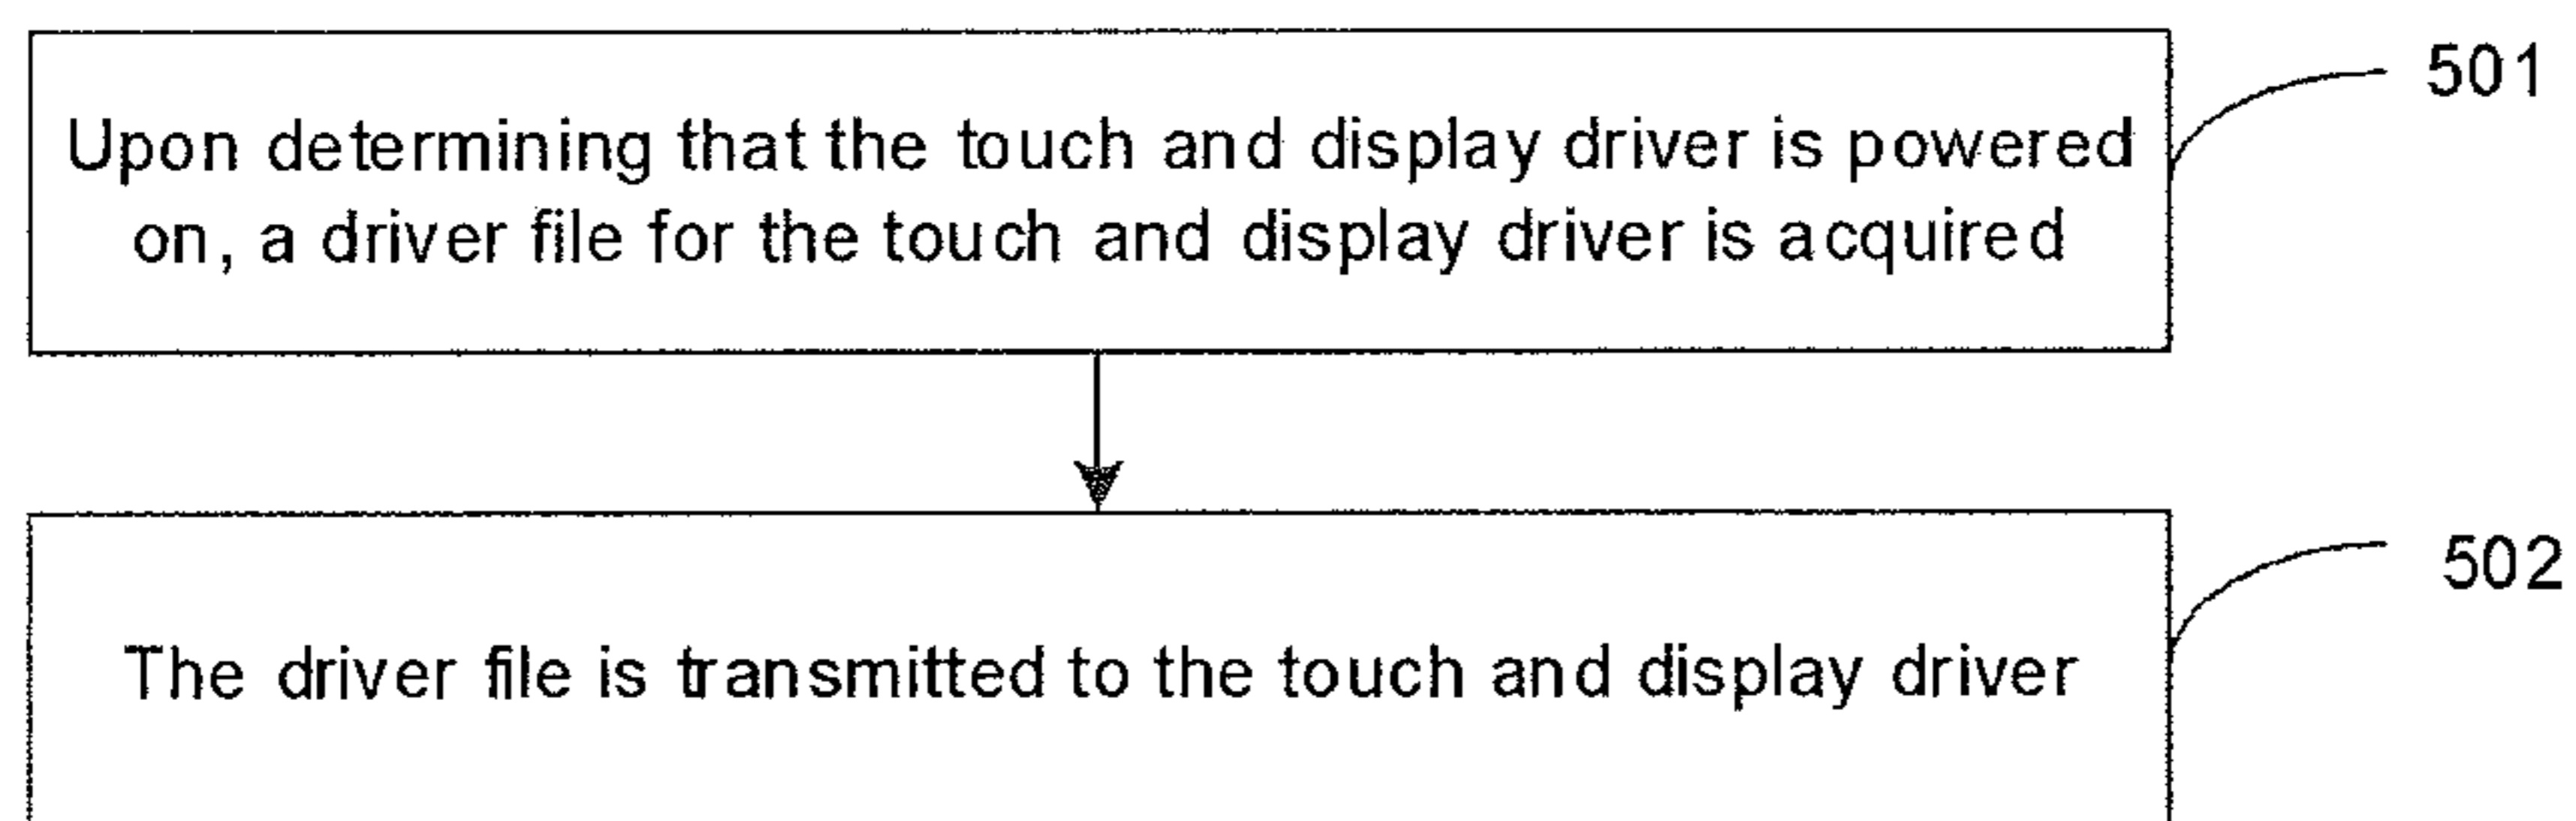 501
Upon determining that the touch and display driver is powered
on, a driver file for the touch and display driver is acquired
502
The driver file is transmitted to the touch and display driver